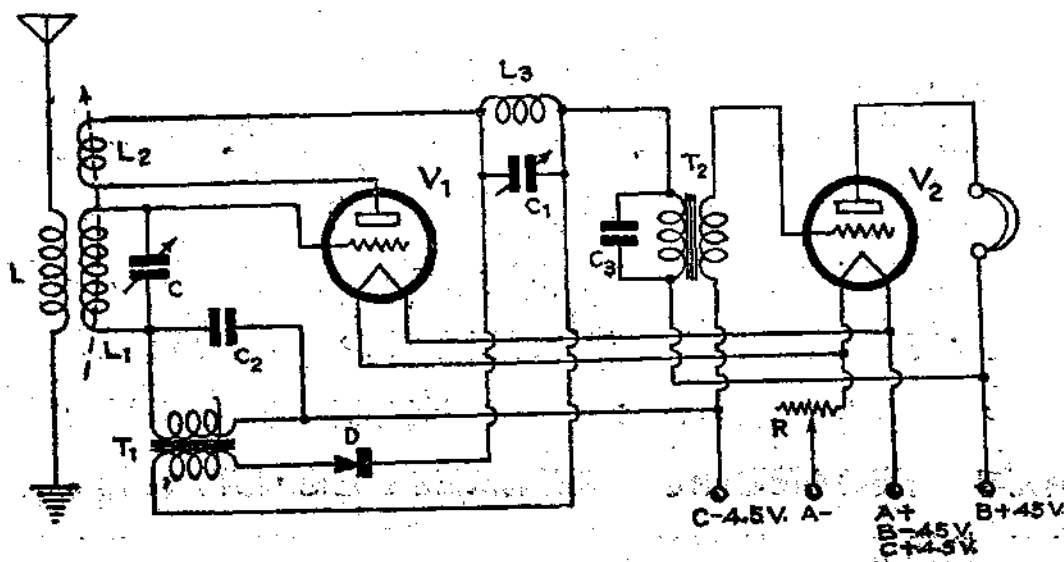 L3
L2
V1
T2
V2
C1
C3
L
C
L1
C2
T1
D
R
C-4.5V.
A-
A+
B-45V.
C+4.5V.
B+45V.